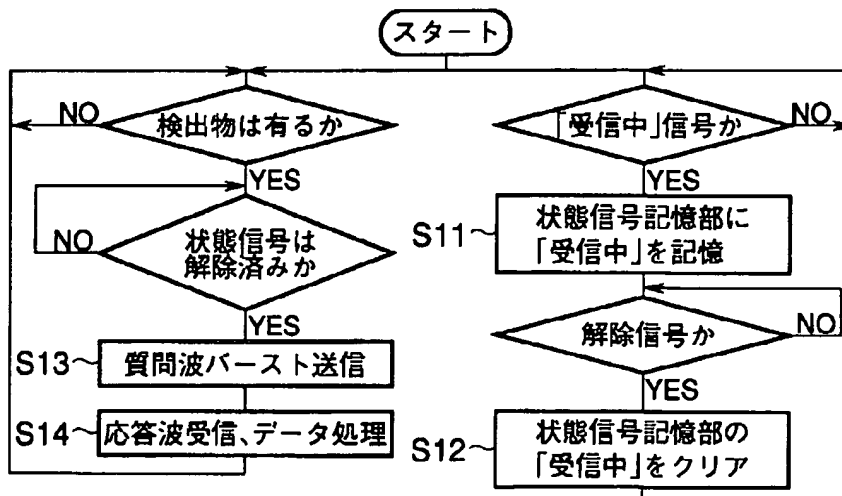 スタート
NO
検出物は有るか
YES
NO
状態信号は
解除済みか
YES
S13
質問波バースト送信
S14
応答波受信、データ処理
「受信中」信号か
NO
YES
S11
状態信号記憶部に
「受信中」を記憶
解除信号か
NO
YES
S12
状態信号記憶部の
「受信中」をクリア